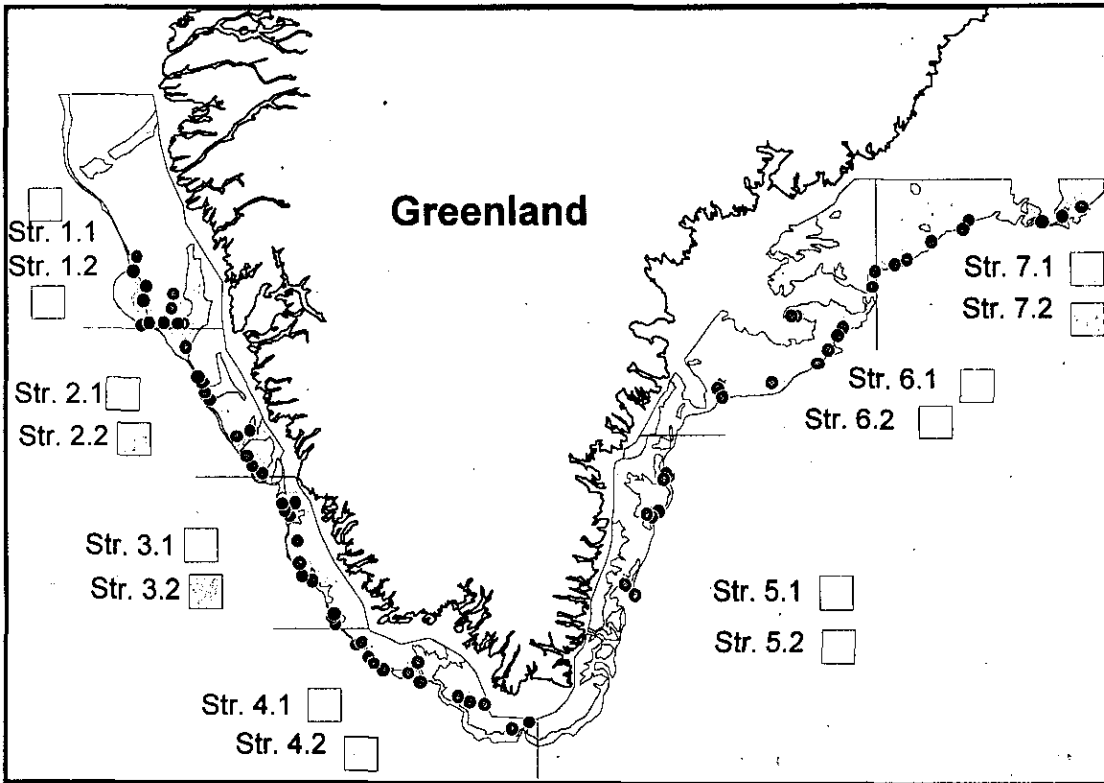 Greenland
Str. 1.1
Str. 1.2
Str. 2.1
Str. 2.2
Str. 3.1
Str. 3.2
Str. 4.1
Str. 4.2
Str. 5.1
Str. 5.2
Str. 6.1
Str. 6.2
Str. 7.1
Str. 7.2